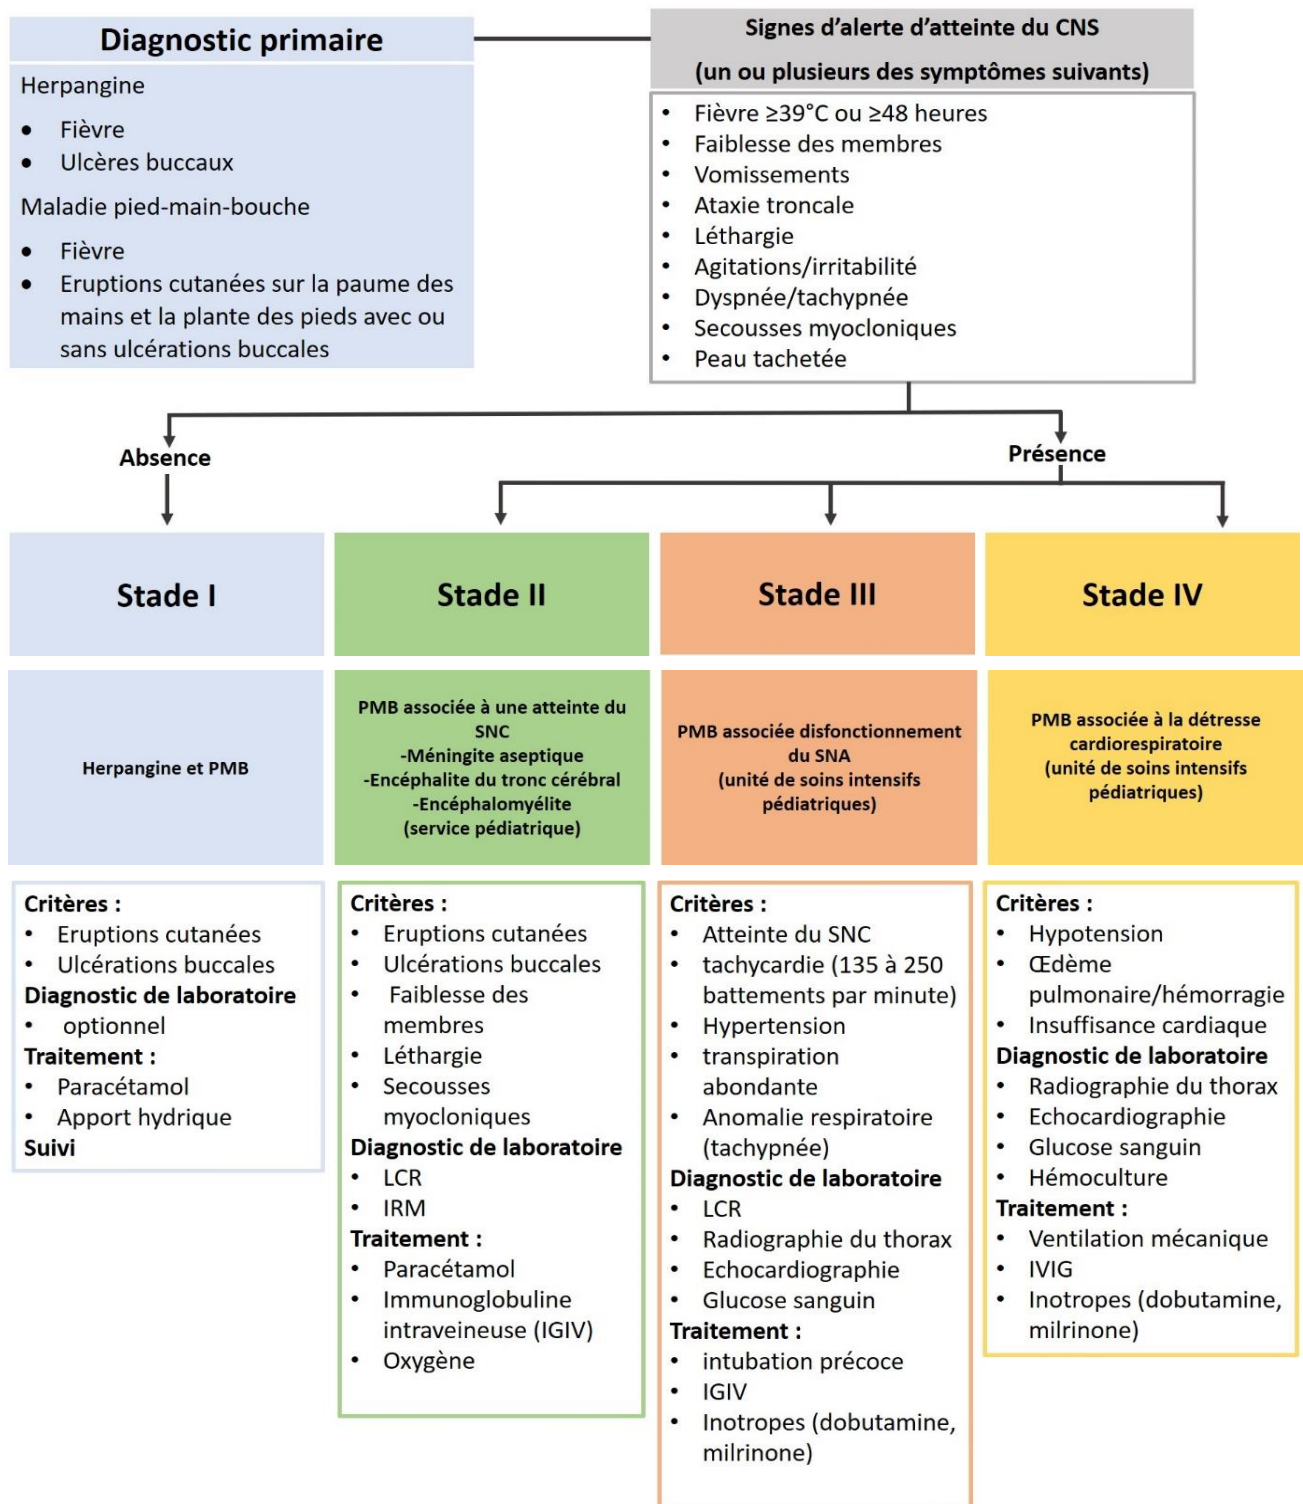 Diagnostic primaire
Herpangine
• Fièvre
• Ulcères buccaux
Maladie pied-main-bouche
• Fièvre
• Eruptions cutanées sur la paume des
mains et la plante des pieds avec ou
sans ulcérations buccales
Signes d’alerte d’atteinte du CNS
(un ou plusieurs des symptômes suivants)
• Fièvre ≥39°C ou ≥48 heures
• Faiblesse des membres
• Vomissements
• Ataxie troncale
• Léthargie
• Agitations/irritabilité
• Dyspnée/tachypnée
• Secousses myocloniques
• Peau tachetée
Absence
Présence
Stade I
Herpangine et PMB
Critères :
• Eruptions cutanées
• Ulcérations buccales
Diagnostic de laboratoire
• optionnel
Traitement :
• Paracétamol
• Apport hydrique
Suivi
Stade II
PMB associée à une atteinte du
SNC
-Méningite aseptique
-Encéphalite du tronc cérébral
-Encéphalomyélite
(service pédiatrique)
Critères :
• Eruptions cutanées
• Ulcérations buccales
• Faiblesse des
membres
• Léthargie
• Secousses
myocloniques
Diagnostic de laboratoire
• LCR
• IRM
Traitement :
• Paracétamol
• Immunoglobuline
intraveineuse (IGIV)
• Oxygène
Stade III
PMB associée disfonctionnement
du SNA
(unité de soins intensifs
pédiatriques)
Critères :
• Atteinte du SNC
• tachycardie (135 à 250
battements par minute)
• Hypertension
• transpiration
abondante
• Anomalie respiratoire
(tachypnée)
Diagnostic de laboratoire
• LCR
• Radiographie du thorax
• Echocardiographie
• Glucose sanguin
Traitement :
• intubation précoce
• IGIV
• Inotropes (dobutamine,
milrinone)
Stade IV
PMB associée à la détresse
cardiorespiratoire
(unité de soins intensifs
pédiatriques)
Critères :
• Hypotension
• Œdème
pulmonaire/hémorragie
• Insuffisance cardiaque
Diagnostic de laboratoire
• Radiographie du thorax
• Echocardiographie
• Glucose sanguin
• Hémoculture
Traitement :
• Ventilation mécanique
• IVIG
• Inotropes (dobutamine,
milrinone)